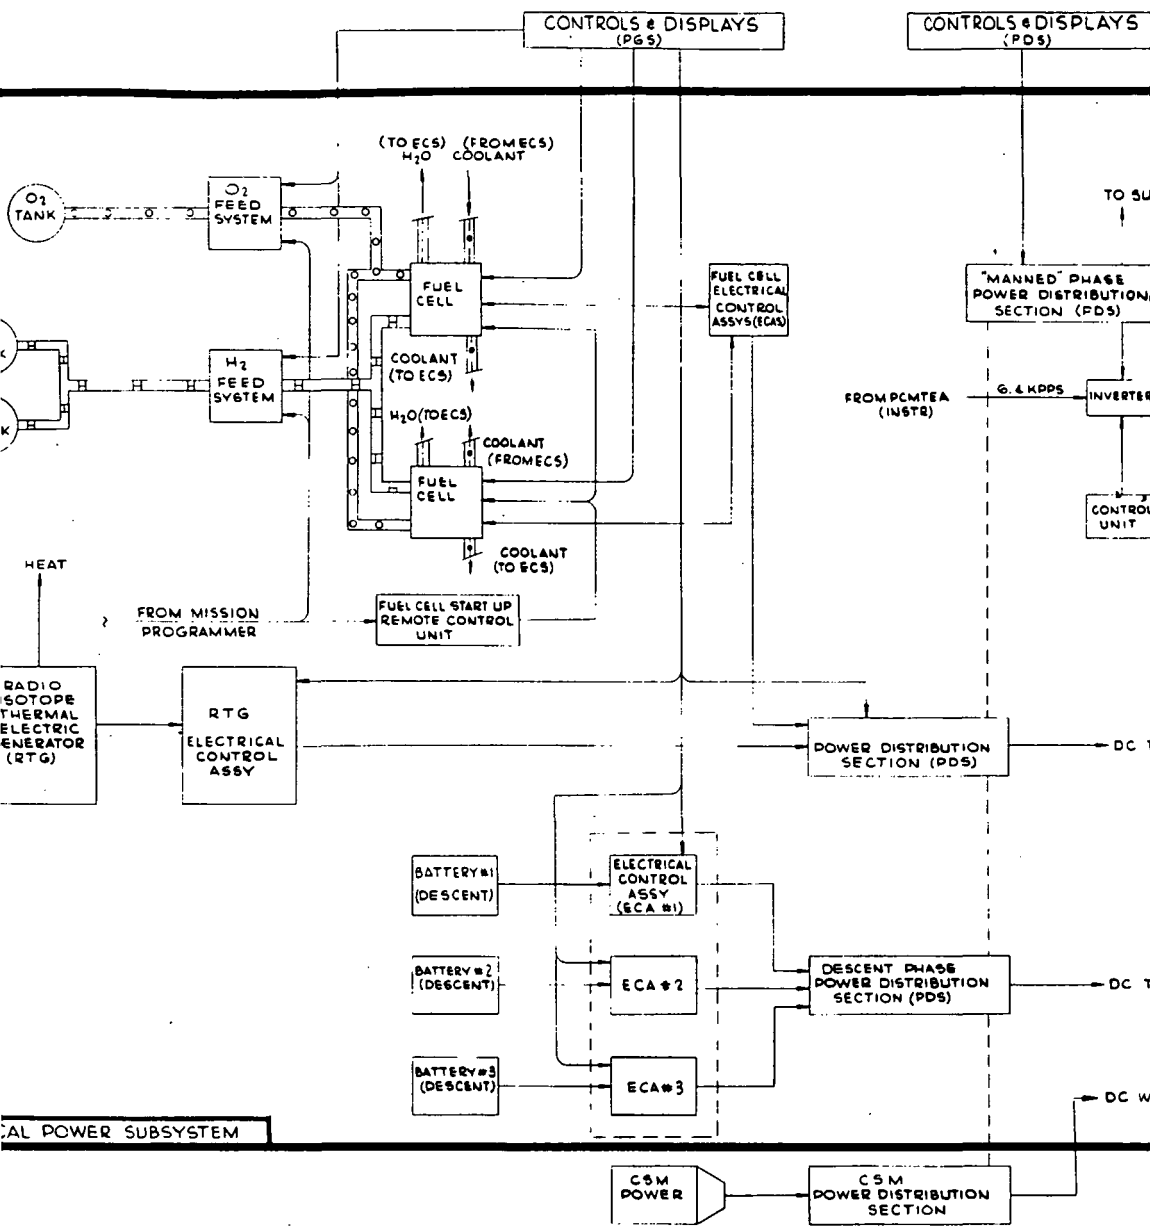 CONTROLS & DISPLAYS
(PGS)
CONTROLS & DISPLAYS
(PDS)
(TO ECS)
H2O
(FROM ECS)
COOLANT
O2
TANK
O2
FEED
SYSTEM
TO SU
FUEL
CELL
FUEL CELL
ELECTRICAL
CONTROL
ASSYS (ECAS)
"MANNED" PHASE
POWER DISTRIBUTION
SECTION (PDS)
K
H2
FEED
SYSTEM
COOLANT
(TO ECS)
FROM PCMTEA
(INSTR)
6.4 KPPS
INVERTER
K
H2O (TO ECS)
COOLANT
(FROM ECS)
FUEL
CELL
CONTROL
UNIT
COOLANT
(TO ECS)
HEAT
FROM MISSION
PROGRAMMER
FUEL CELL START UP
REMOTE CONTROL
UNIT
RADIO
ISOTOPE
THERMAL
ELECTRIC
ENERATOR
(RTG)
RTG
ELECTRICAL
CONTROL
ASSY
POWER DISTRIBUTION
SECTION (PDS)
DC T
BATTERY #1
(DESCENT)
ELECTRICAL
CONTROL
ASSY
(ECA #1)
BATTERY #2
(DESCENT)
ECA #2
DESCENT PHASE
POWER DISTRIBUTION
SECTION (PDS)
DC T
BATTERY #3
(DESCENT)
ECA #3
DC W
CAL POWER SUBSYSTEM
CSM
POWER
CSM
POWER DISTRIBUTION
SECTION